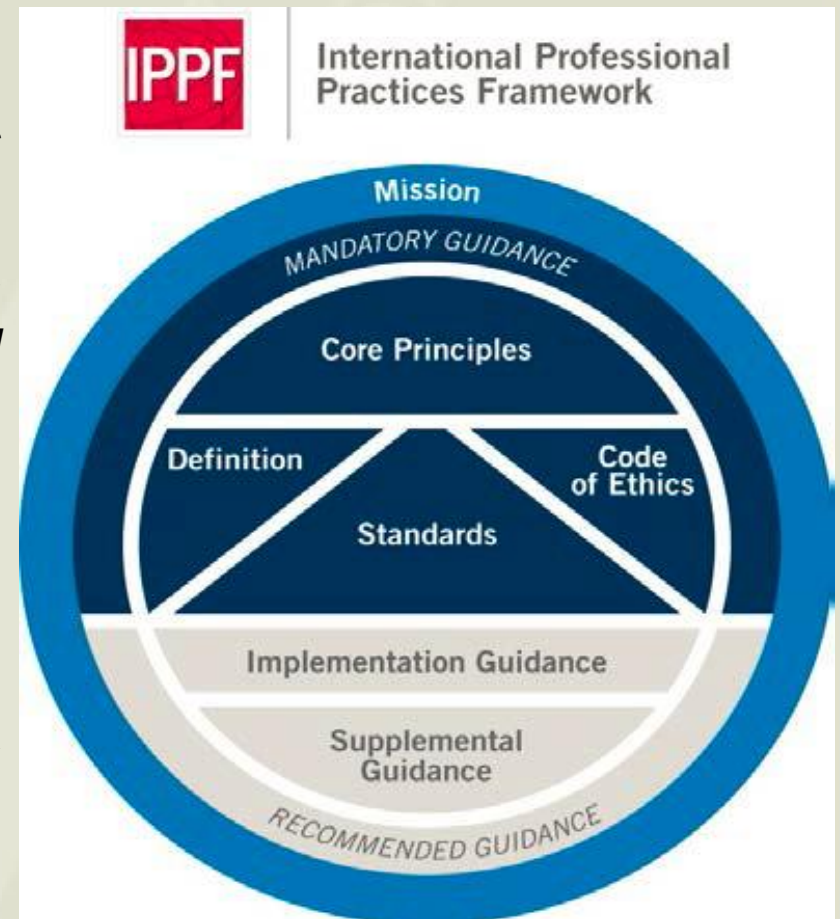 IPPF
International Professional
Practices Framework
Mission
MANDATORY GUIDANCE
Core Principles
Definition
Code
of Ethics
Standards
Implementation Guidance
Supplemental
Guidance
RECOMMENDED GUIDANCE